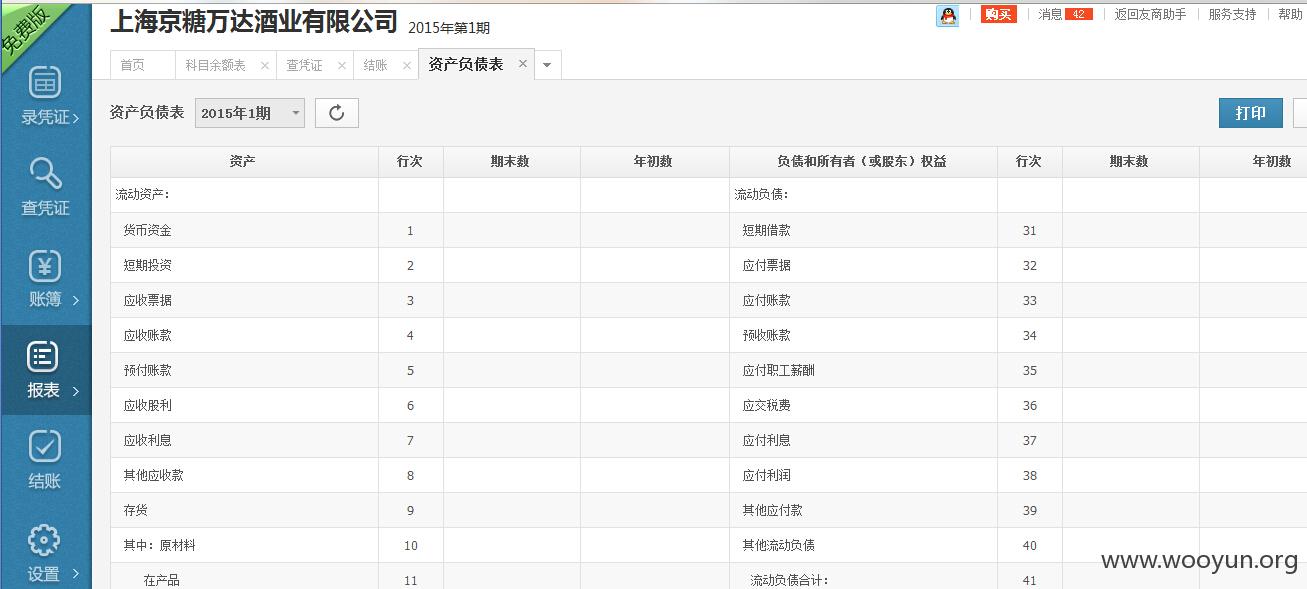 免费版
上海京糖万达酒业有限公司 2015年第1期
购买 消息 42 返回友商助手 服务支持 帮助
首页 科目余额表 × 查凭证 × 结账 × 资产负债表 ×
录凭证
查凭证
账簿
报表
结账
设置
资产负债表 2015年1期 打印
资产 行次 期末数 年初数 负债和所有者（或股东）权益 行次 期末数 年初数
流动资产： 流动负债：
货币资金 1 短期借款 31
短期投资 2 应付票据 32
应收票据 3 应付账款 33
应收账款 4 预收账款 34
预付账款 5 应付职工薪酬 35
应收股利 6 应交税费 36
应收利息 7 应付利息 37
其他应收款 8 应付利润 38
存货 9 其他应付款 39
其中：原材料 10 其他流动负债 40
在产品 11 流动负债合计： 41
www.wooyun.org